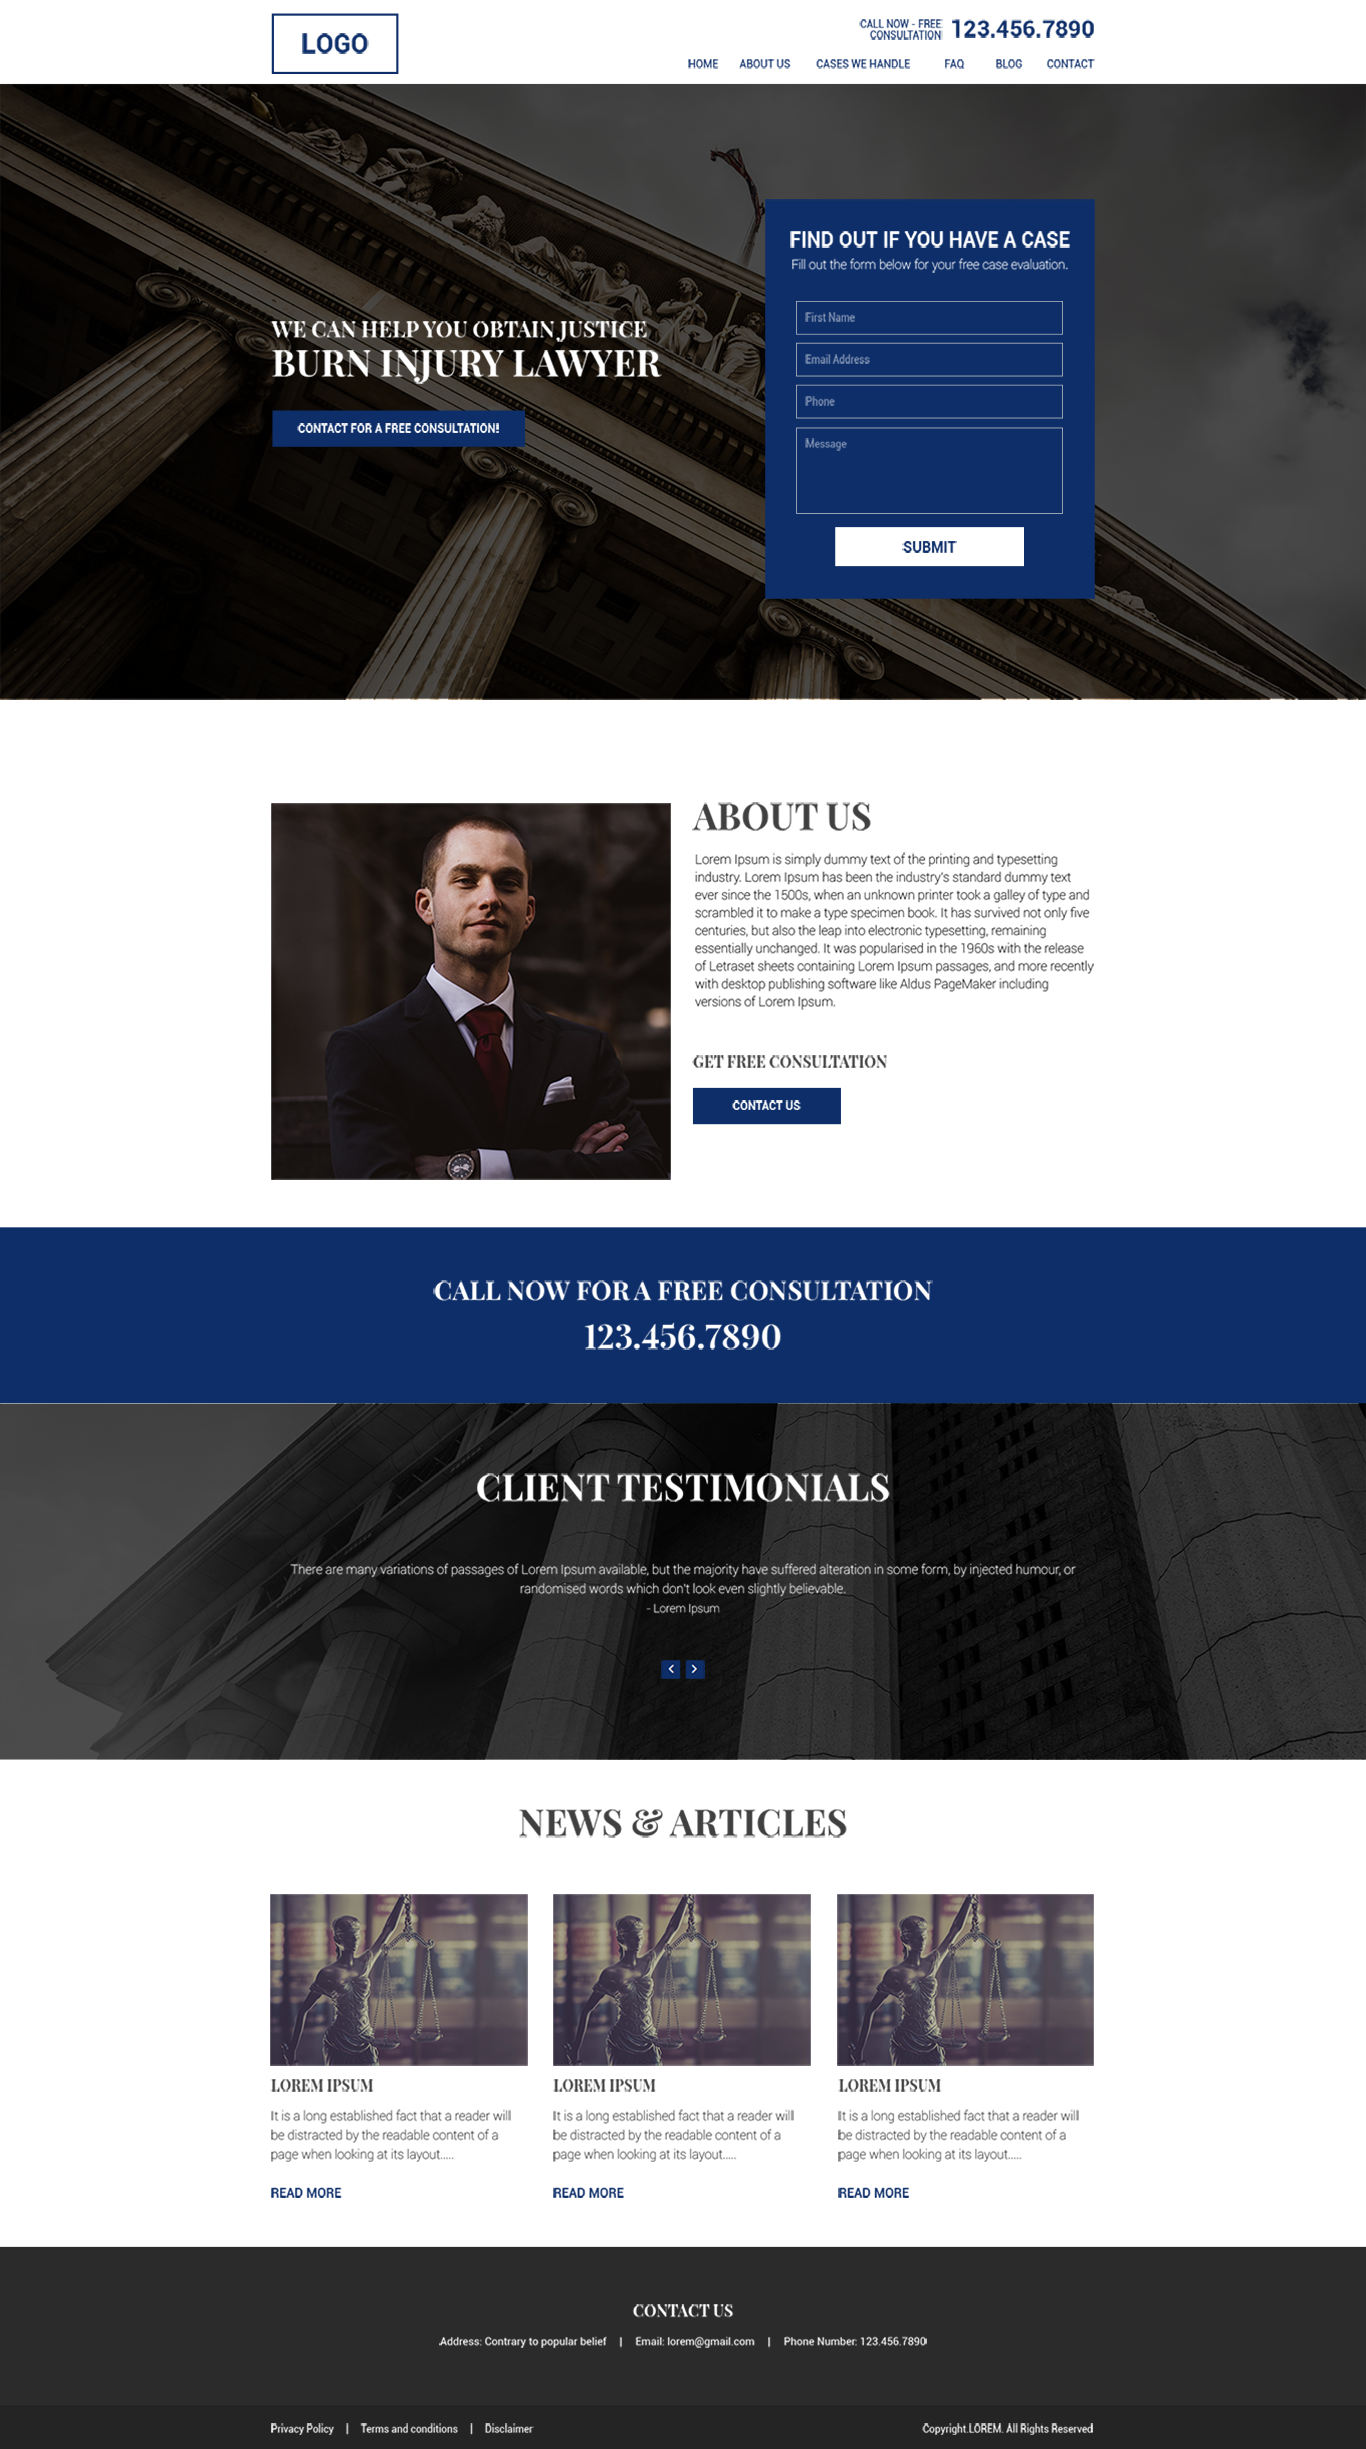 LOGO
CALL NOW - FREE
CONSULTATION
123.456.7890
HOME ABOUT US CASES WE HANDLE FAQ BLOG CONTACT
WE CAN HELP YOU OBTAIN JUSTICE
BURN INJURY LAWYER
CONTACT FOR A FREE CONSULTATION!
FIND OUT IF YOU HAVE A CASE
Fill out the form below for your free case evaluation.
First Name
Email Address
Phone
Message
SUBMIT
ABOUT US
Lorem Ipsum is simply dummy text of the printing and typesetting
industry. Lorem Ipsum has been the industry's standard dummy text
ever since the 1500s, when an unknown printer took a galley of type and
scrambled it to make a type specimen book. It has survived not only five
centuries, but also the leap into electronic typesetting, remaining
essentially unchanged. It was popularised in the 1960s with the release
of Letraset sheets containing Lorem Ipsum passages, and more recently
with desktop publishing software like Aldus PageMaker including
versions of Lorem Ipsum.
GET FREE CONSULTATION
CONTACT US
CALL NOW FOR A FREE CONSULTATION
123.456.7890
CLIENT TESTIMONIALS
There are many variations of passages of Lorem Ipsum available, but the majority have suffered alteration in some form, by injected humour, or
randomised words which don't look even slightly believable.
- Lorem Ipsum
NEWS & ARTICLES
LOREM IPSUM
It is a long established fact that a reader will
be distracted by the readable content of a
page when looking at its layout.....
READ MORE
LOREM IPSUM
It is a long established fact that a reader will
be distracted by the readable content of a
page when looking at its layout.....
READ MORE
LOREM IPSUM
It is a long established fact that a reader will
be distracted by the readable content of a
page when looking at its layout.....
READ MORE
CONTACT US
Address: Contrary to popular belief | Email: lorem@gmail.com | Phone Number: 123.456.7890
Privacy Policy | Terms and conditions | Disclaimer
Copyright.LOREM. All Rights Reserved